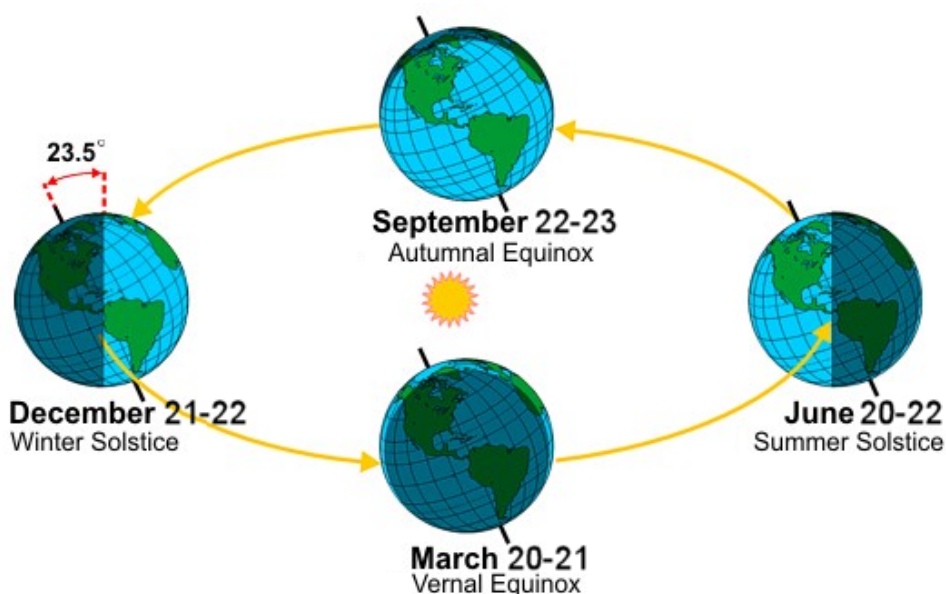 23.5°
September 22-23
Autumnal Equinox
December 21-22
Winter Solstice
June 20-22
Summer Solstice
March 20-21
Vernal Equinox